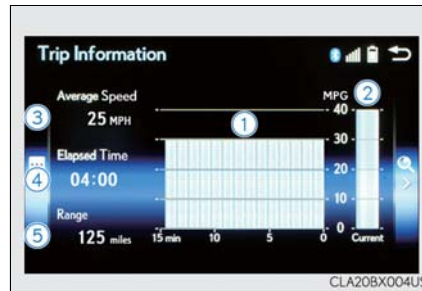 Trip Information
Average Speed
MPG
②
③
25 MPH
①
40
30
Elapsed Time
④
04:00
20
10
Range
⑤
125 miles
0
15 min
10
5
0
Current
CLA20BX004US